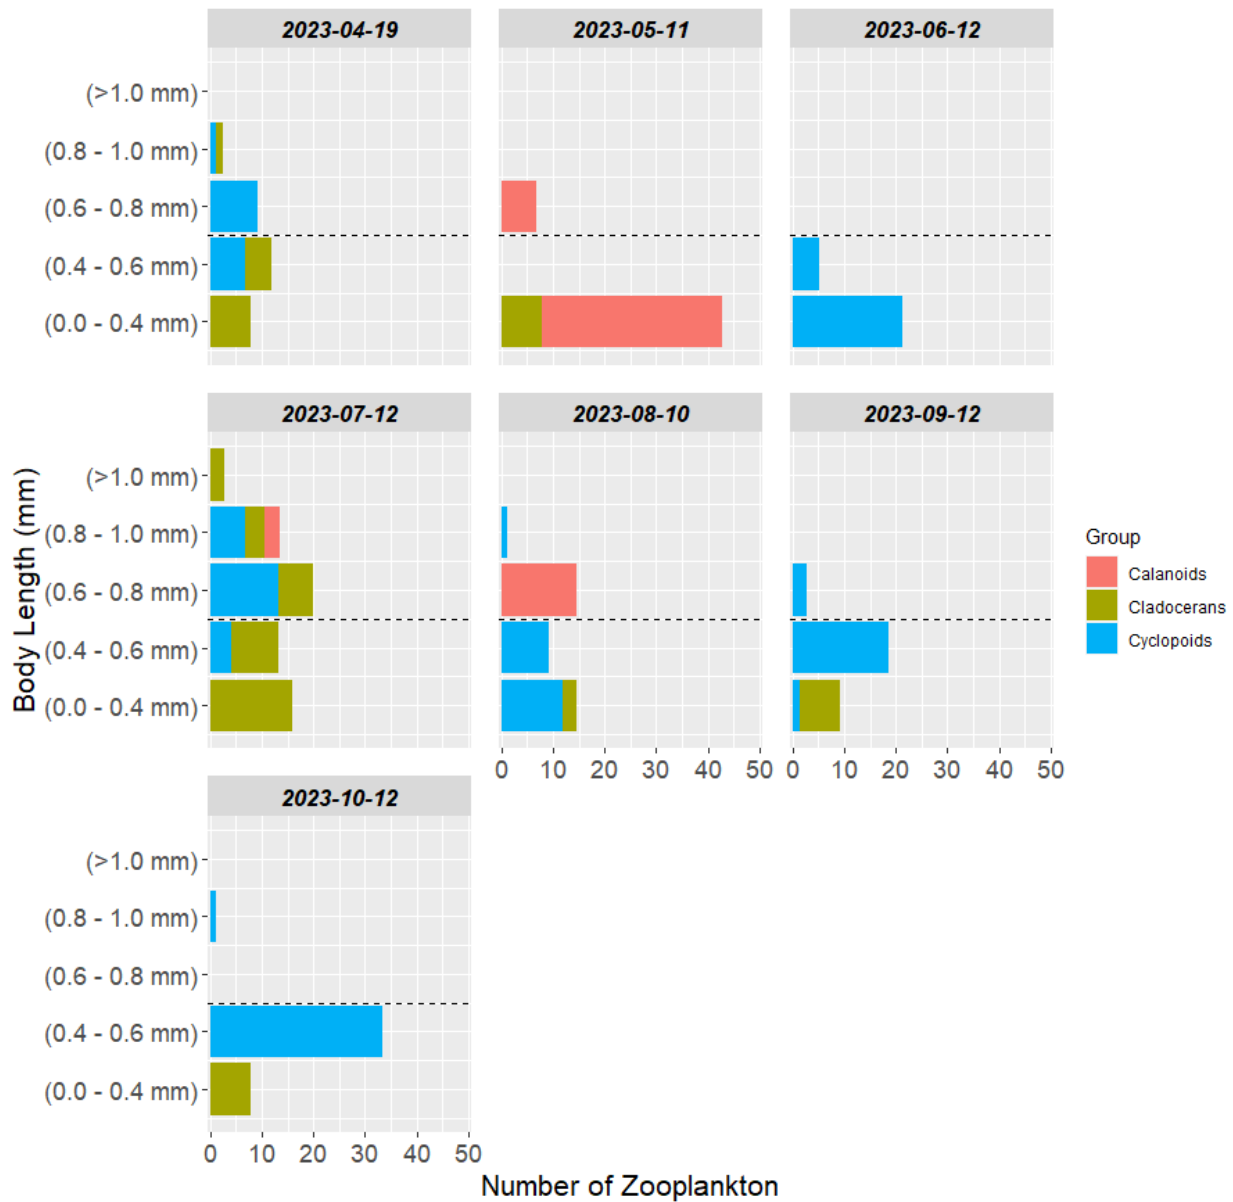 2023-04-19
2023-05-11
2023-06-12
(>1.0 mm)
(0.8 - 1.0 mm)
(0.6 - 0.8 mm)
(0.4 - 0.6 mm)
(0.0 - 0.4 mm)
2023-07-12
2023-08-10
2023-09-12
(>1.0 mm)
(0.8 - 1.0 mm)
(0.6 - 0.8 mm)
(0.4 - 0.6 mm)
(0.0 - 0.4 mm)
Body Length (mm)
0 10 20 30 40 50
0 10 20 30 40 50
Group
Calanoids
Cladocerans
Cyclopoids
2023-10-12
(>1.0 mm)
(0.8 - 1.0 mm)
(0.6 - 0.8 mm)
(0.4 - 0.6 mm)
(0.0 - 0.4 mm)
0 10 20 30 40 50
Number of Zooplankton